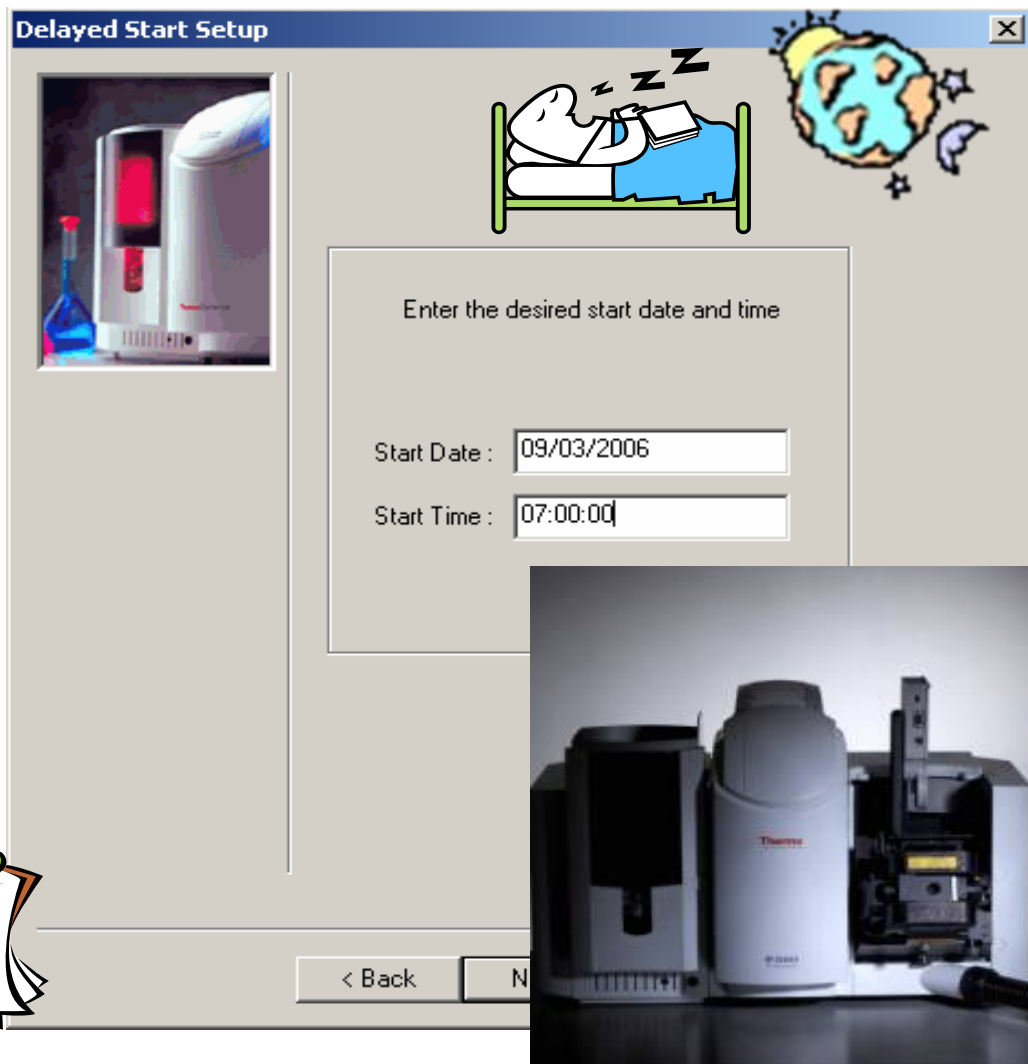 Delayed Start Setup
z z z
Enter the desired start date and time
Start Date : 09/03/2006
Start Time : 07:00:00
< Back
N
Thermo